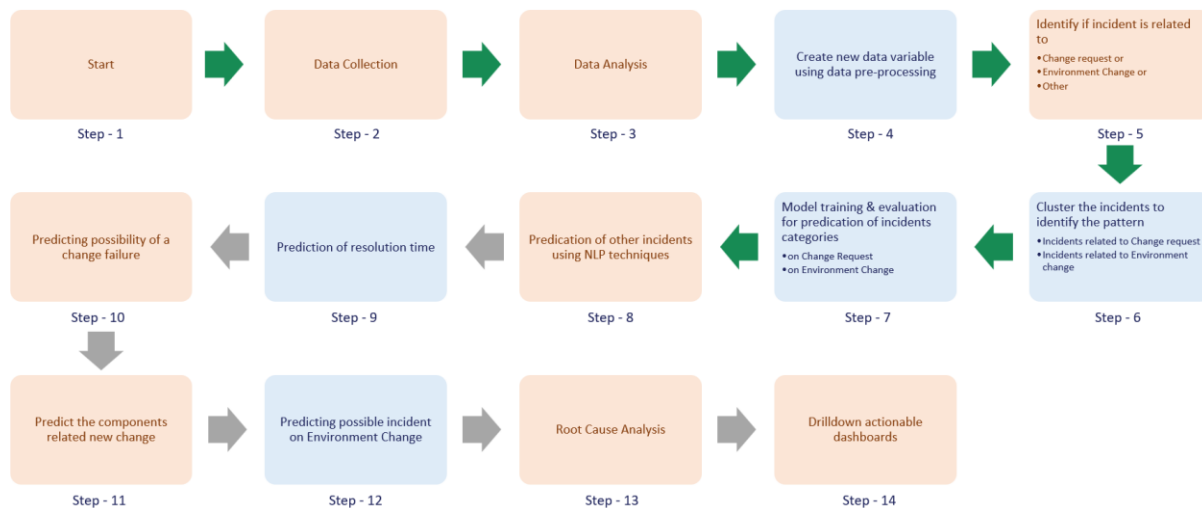 Start
Step - 1
Data Collection
Step - 2
Data Analysis
Step - 3
Create new data variable
using data pre-processing
Step - 4
Identify if incident is related
to
•Change request or
•Environment Change or
•Other
Step - 5
Cluster the incidents to
identify the pattern
•Incidents related to Change request
•Incidents related to Environment
change
Step - 6
Model training & evaluation
for predication of incidents
categories
•on Change Request
•on Environment Change
Step - 7
Predication of other incidents
using NLP techniques
Step - 8
Prediction of resolution time
Step - 9
Predicting possibility of a
change failure
Step - 10
Predict the components
related new change
Step - 11
Predicting possible incident
on Environment Change
Step - 12
Root Cause Analysis
Step - 13
Drilldown actionable
dashboards
Step - 14